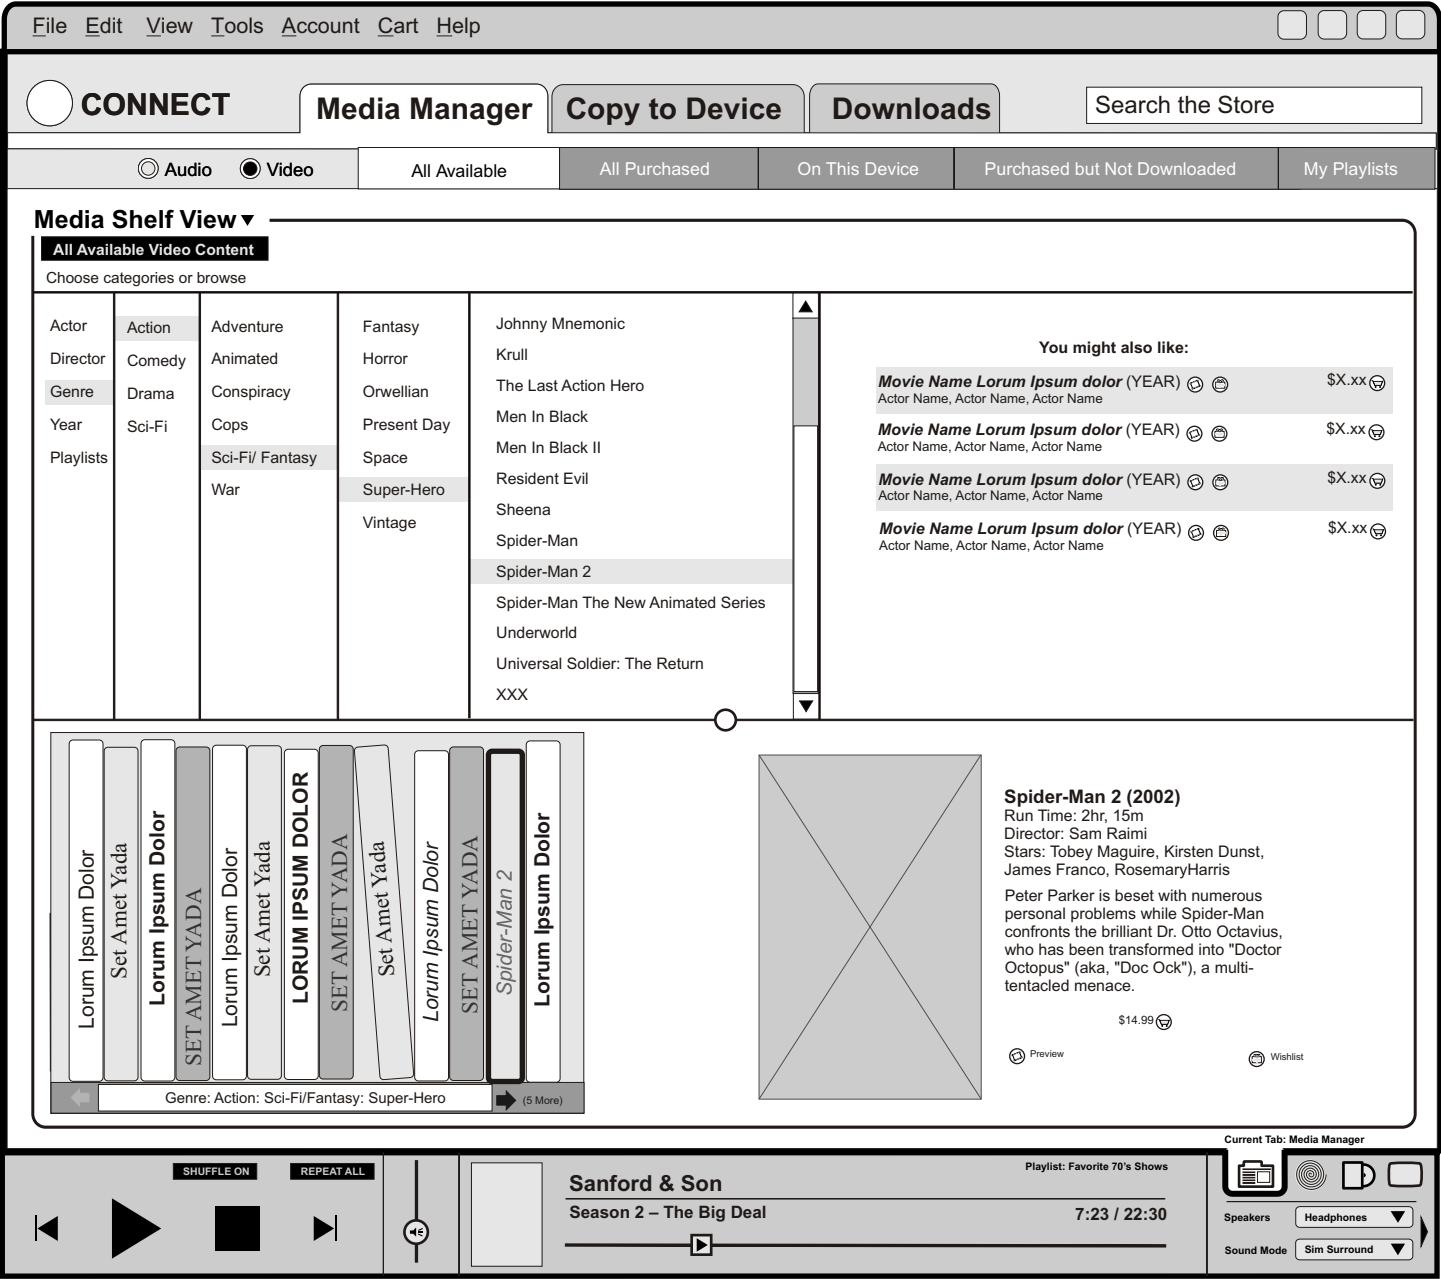 File Edit View Tools Account Cart Help
CONNECT
Media Manager
Copy to Device
Downloads
Search the Store
Audio
Video
All Available
All Purchased
On This Device
Purchased but Not Downloaded
My Playlists
Media Shelf View
All Available Video Content
Choose categories or browse
Actor
Director
Genre
Year
Playlists
Action
Comedy
Drama
Sci-Fi
Adventure
Animated
Conspiracy
Cops
Sci-Fi/ Fantasy
War
Fantasy
Horror
Orwellian
Present Day
Space
Super-Hero
Vintage
Johnny Mnemonic
Krull
The Last Action Hero
Men In Black
Men In Black II
Resident Evil
Sheena
Spider-Man
Spider-Man 2
Spider-Man The New Animated Series
Underworld
Universal Soldier: The Return
XXX
You might also like:
Movie Name Lorum Ipsum dolor (YEAR) $X.xx
Actor Name, Actor Name, Actor Name
Movie Name Lorum Ipsum dolor (YEAR) $X.xx
Actor Name, Actor Name, Actor Name
Movie Name Lorum Ipsum dolor (YEAR) $X.xx
Actor Name, Actor Name, Actor Name
Movie Name Lorum Ipsum dolor (YEAR) $X.xx
Actor Name, Actor Name, Actor Name
Lorum Ipsum Dolor
Set Amet Yada
Lorum Ipsum Dolor
SET AMET YADA
Lorum Ipsum Dolor
Set Amet Yada
LORUM IPSUM DOLOR
SET AMET YADA
Set Amet Yada
Lorum Ipsum Dolor
SET AMET YADA
Spider-Man 2
Lorum Ipsum Dolor
Genre: Action: Sci-Fi/Fantasy: Super-Hero
(5 More)
Spider-Man 2 (2002)
Run Time: 2hr, 15m
Director: Sam Raimi
Stars: Tobey Maguire, Kirsten Dunst,
James Franco, RosemaryHarris
Peter Parker is beset with numerous
personal problems while Spider-Man
confronts the brilliant Dr. Otto Octavius,
who has been transformed into "Doctor
Octopus" (aka, "Doc Ock"), a multi-
tentacled menace.
$14.99
Preview
Wishlist
Current Tab: Media Manager
SHUFFLE ON
REPEAT ALL
Playlist: Favorite 70's Shows
Sanford & Son
Season 2 – The Big Deal
7:23 / 22:30
Speakers
Headphones
Sound Mode
Sim Surround